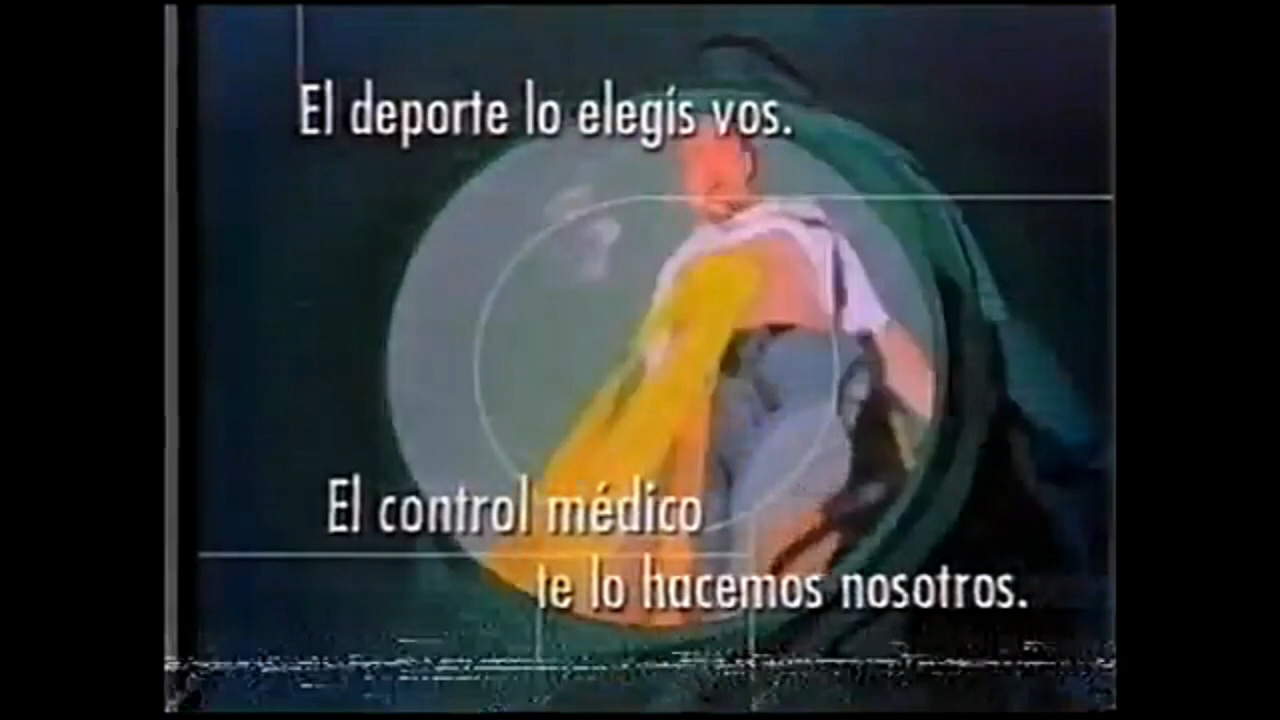 El deporte lo elegís vos.
El control médico
te lo hacemos nosotros.